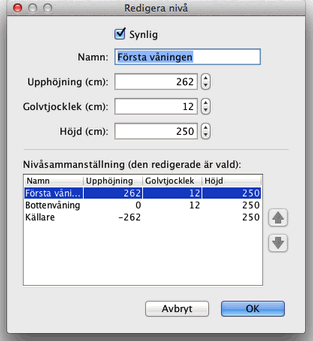 Redigera nivå
Synlig
Namn: Första våningen
Upphöjning (cm): 262
Golvtjocklek (cm): 12
Höjd (cm): 250
Nivåsammanställning (den redigerade är vald):
Namn Upphöjning Golvtjocklek Höjd
Första våni... 262 12 250
Bottenvåning 0 12 250
Källare -262 250
Avbryt OK